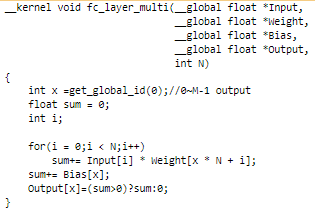 __kernel void fc_layer_multi(__global float *Input,
__global float *Weight,
__global float *Bias,
__global float *Output,
int N)
{
int x =get_global_id(0);//0~M-1 output
float sum = 0;
int i;
for(i = 0;i < N;i++)
sum+= Input[i] * Weight[x * N + i];
sum+= Bias[x];
Output[x]=(sum>0)?sum:0;
}